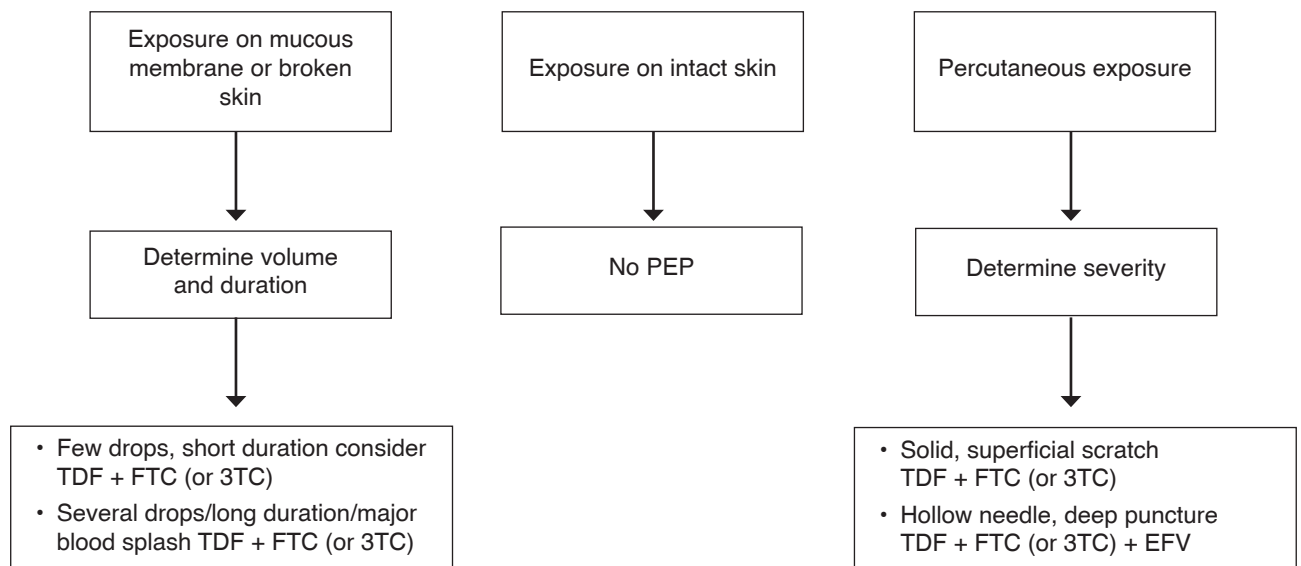 Exposure on mucous
membrane or broken
skin
Exposure on intact skin
Percutaneous exposure
Determine volume
and duration
No PEP
Determine severity
• Few drops, short duration consider
TDF + FTC (or 3TC)
• Several drops/long duration/major
blood splash TDF + FTC (or 3TC)
• Solid, superficial scratch
TDF + FTC (or 3TC)
• Hollow needle, deep puncture
TDF + FTC (or 3TC) + EFV